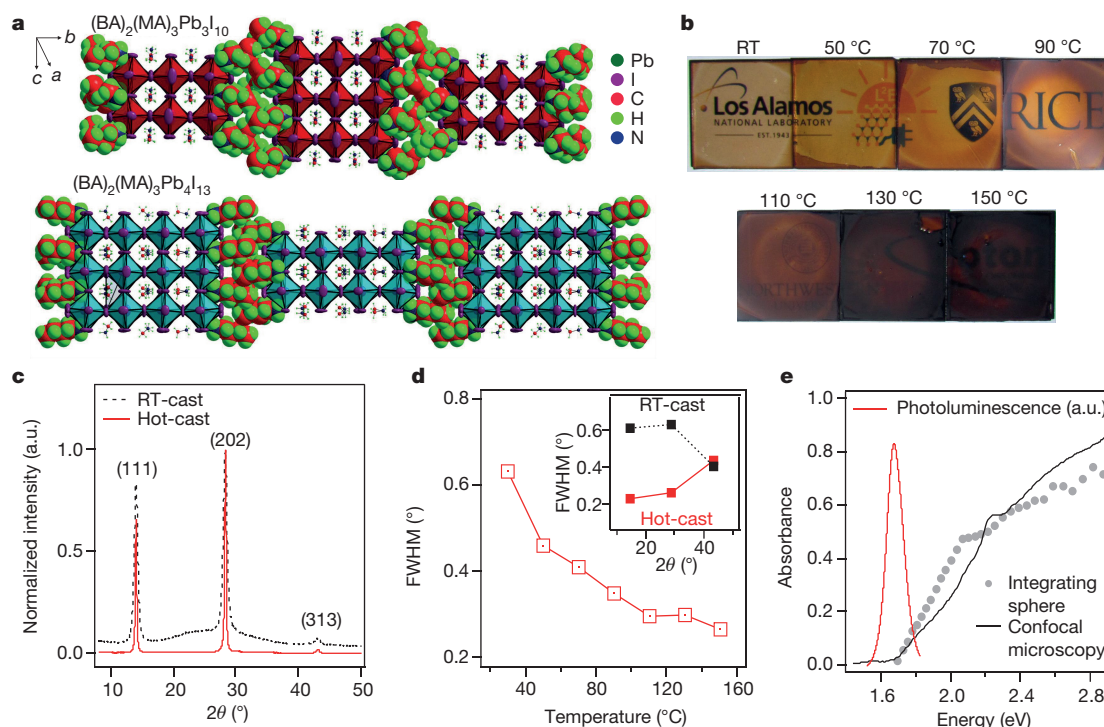 a
(BA)₂(MA)₃Pb₃I₁₀
b
c
a
Pb
I
C
H
N
(BA)₂(MA)₃Pb₄I₁₃
b
RT 50 °C 70 °C 90 °C
Los Alamos
NATIONAL LABORATORY
EST. 1943
RICE
110 °C 130 °C 150 °C
c
RT-cast
Hot-cast
(111)
(202)
(313)
Normalized intensity (a.u.)
1.0
0.5
0.0
10 20 30 40 50
2θ (°)
d
FWHM (°)
0.8
0.6
0.4
0.2
40 80 120 160
Temperature (°C)
RT-cast
FWHM (°)
0.6
0.4
0.2
Hot-cast
20 40
2θ (°)
e
Photoluminescence (a.u.)
Absorbance
0.8
0.6
0.4
0.2
0.0
Integrating
sphere
Confocal
microscopy
1.6 2.0 2.4 2.8
Energy (eV)